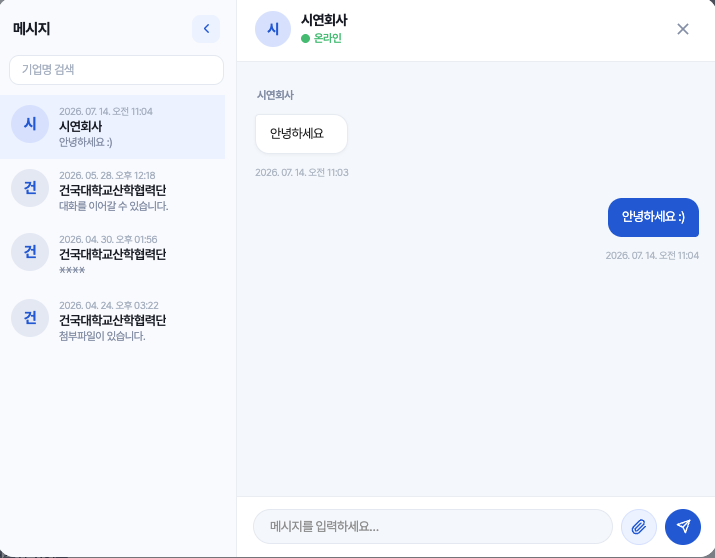 메시지
기업명 검색
시
2026. 07. 14. 오전 11:04
시연회사
안녕하세요 :)
건
2026. 05. 28. 오후 12:18
건국대학교산학협력단
대화를 이어갈 수 있습니다.
건
2026. 04. 30. 오후 01:56
건국대학교산학협력단
****
건
2026. 04. 24. 오후 03:22
건국대학교산학협력단
첨부파일이 있습니다.
시
시연회사
온라인
시연회사
안녕하세요
2026. 07. 14. 오전 11:03
안녕하세요 :)
2026. 07. 14. 오전 11:04
메시지를 입력하세요...